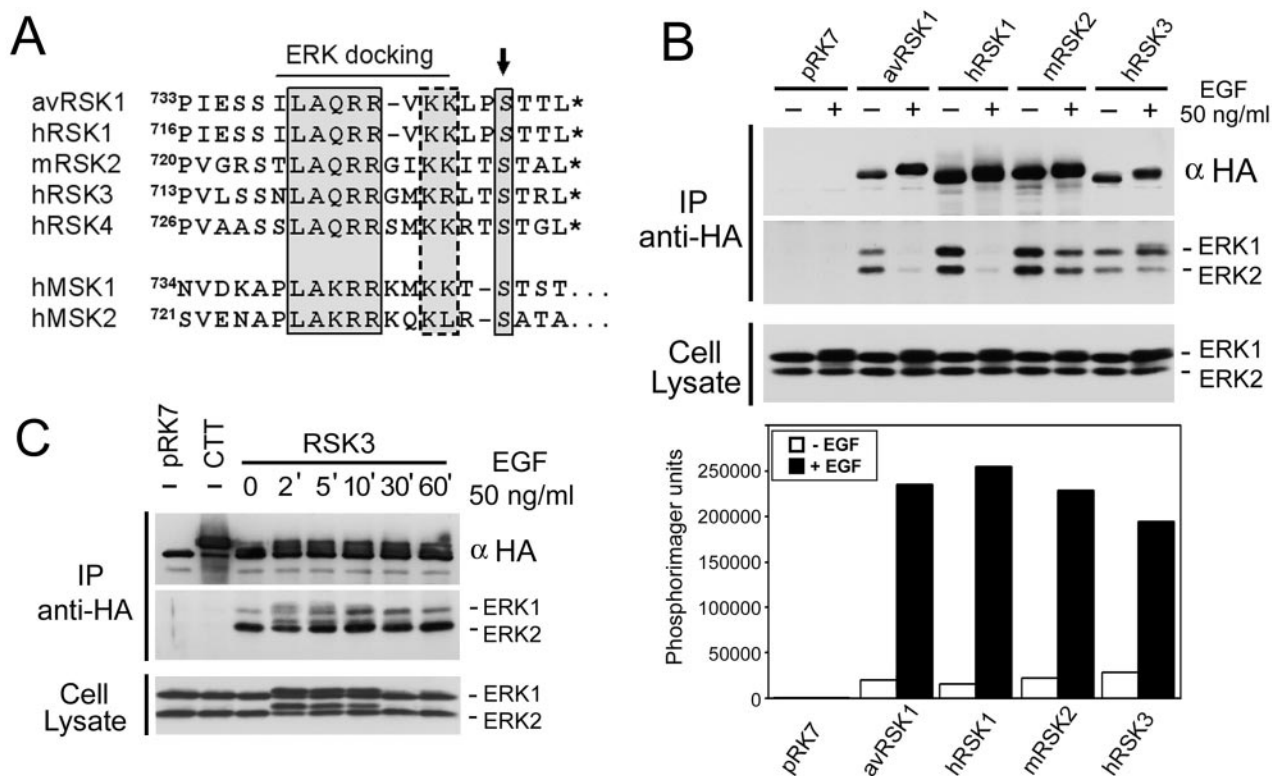 A
ERK docking
avRSK1 733PIESSILAQRR-VKKLPSTTL*
hRSK1 716PIESSILAQRR-VKKLPSTTL*
mRSK2 720PVGRSTLAQRRGIKKITSTAL*
hRSK3 713PVLSSNLAQRRGMKRLTSTRL*
hRSK4 726PVAASSLAQRRSMKKRTSTGL*
hMSK1 734NVDKAPLAKRRKMKKT-STST...
hMSK2 721SVENAPLAKRRKQKLR-SATA...
B
pRK7 avRSK1 hRSK1 mRSK2 hRSK3
EGF
– + – + – + – + – + 50 ng/ml
IP
anti-HA
α HA
- ERK1
- ERK2
Cell
Lysate
- ERK1
- ERK2
- EGF
+ EGF
Phosphorimager units
250000
200000
150000
100000
50000
0
pRK7 avRSK1 hRSK1 mRSK2 hRSK3
C
pRK7 CTT RSK3 EGF
– – 0 2' 5' 10' 30' 60' 50 ng/ml
IP
anti-HA
α HA
- ERK1
- ERK2
Cell
Lysate
- ERK1
- ERK2